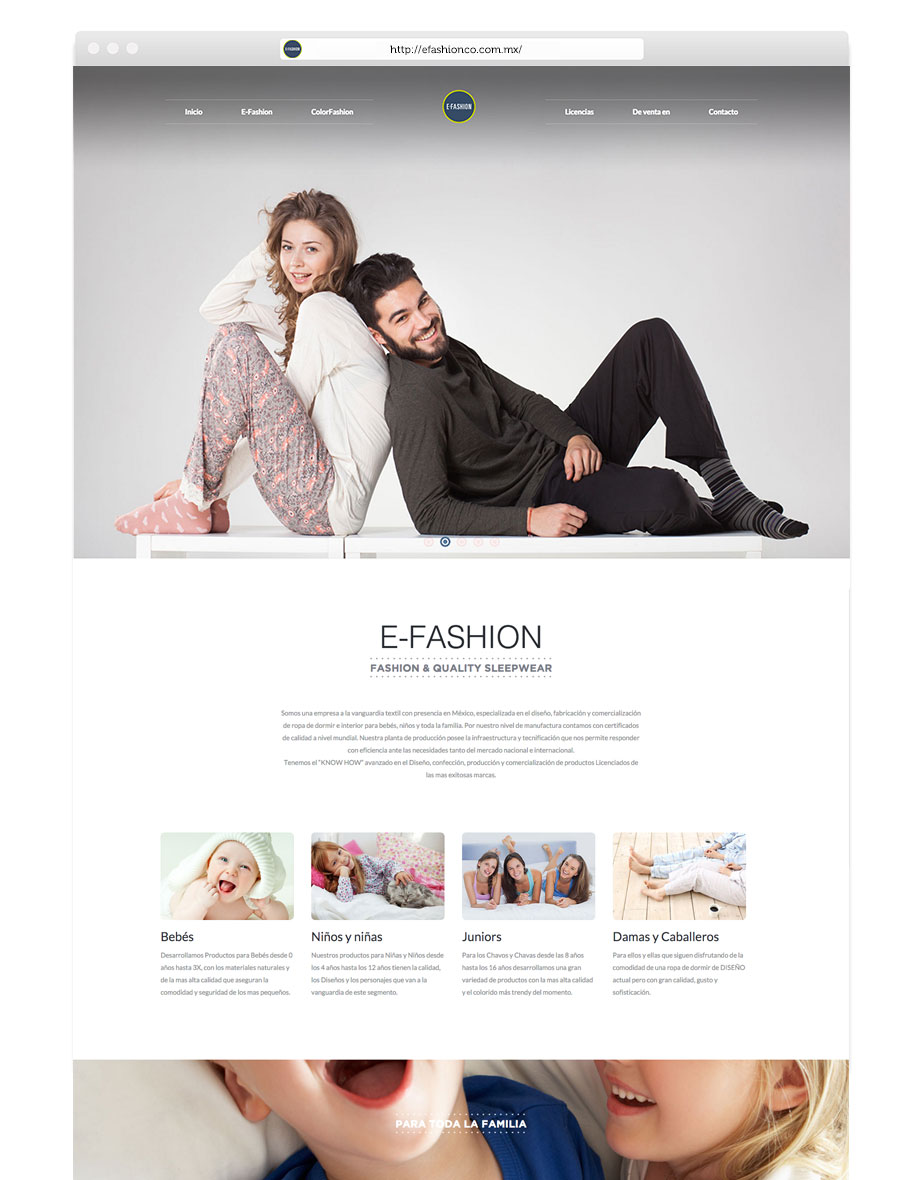 E-FASHION
http://efashionco.com.mx/
Inicio
E-Fashion
ColorFashion
E-FASHION
Licencias
De venta en
Contacto
E-FASHION
FASHION & QUALITY SLEEPWEAR
Somos una empresa a la vanguardia textil con presencia en México, especializada en el diseño, fabricación y comercialización
de ropa de dormir e interior para bebés, niños y toda la familia. Por nuestro nivel de manufactura contamos con certificados
de calidad a nivel mundial. Nuestra planta de producción posee la infraestructura y tecnificación que nos permite responder
con eficiencia ante las necesidades tanto del mercado nacional e internacional.
Tenemos el "KNOW HOW" avanzado en el Diseño, confección, producción y comercialización de productos Licenciados de
las mas exitosas marcas.
Bebés
Desarrollamos Productos para Bebés desde 0
años hasta 3X, con los materiales naturales y
de la mas alta calidad que aseguran la
comodidad y seguridad de los mas pequeños.
Niños y niñas
Nuestros productos para Niñas y Niños desde
los 4 años hasta los 12 años tienen la calidad,
los Diseños y los personajes que van a la
vanguardia de este segmento.
Juniors
Para los Chavos y Chavas desde las 8 años
hasta los 16 años desarrollamos una gran
variedad de productos con la mas alta calidad
y el colorido más trendy del momento.
Damas y Caballeros
Para ellos y ellas que siguen disfrutando de la
comodidad de una ropa de dormir de DISEÑO
actual pero con gran calidad, gusto y
sofisticación.
PARA TODA LA FAMILIA